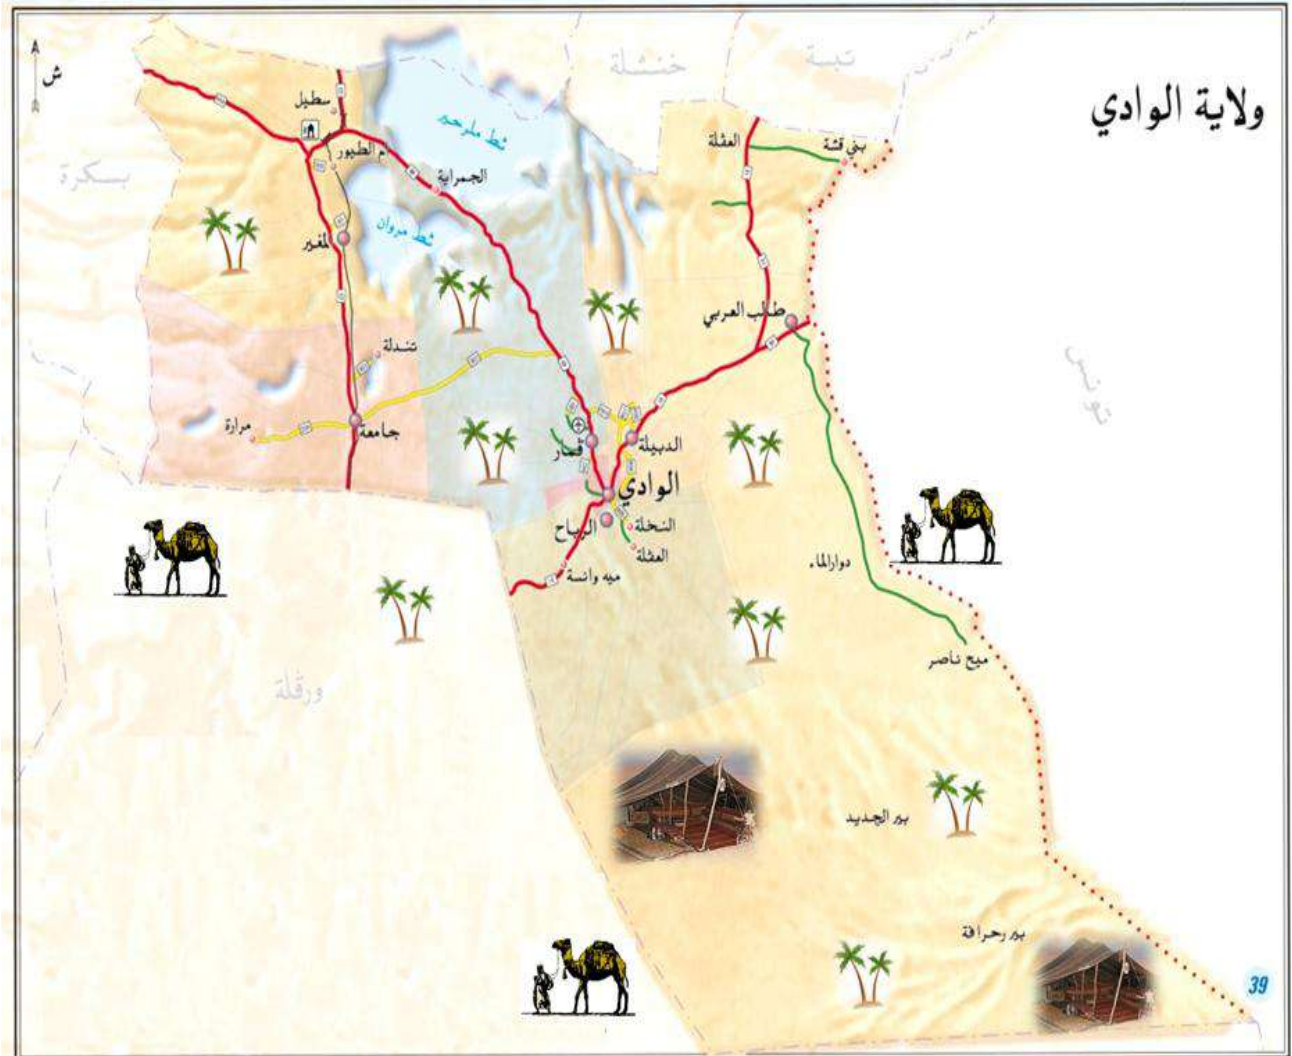 ولاية الوادي
ش
تبسة
خنشلة
بسكرة
سطيل
أم الطيور
شط ملرحير
الجمراية
شط مروان
المغير
العقلة
بني قشة
طالب العربي
تندلة
مرارة
جامعة
ڨمار
الدبيلة
الوادي
الرباح
النخلة
العقلة
ميه وانسة
دوار الماء
ميح ناصر
تونس
ورقلة
بير الجديد
بير رحرافة
39